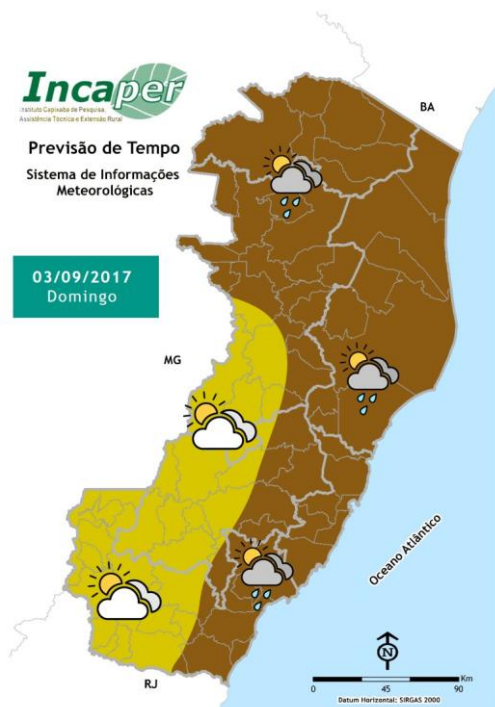 Incaper
Instituto Capixaba de Pesquisa,
Assistência Técnica e Extensão Rural
Previsão de Tempo
Sistema de Informações
Meteorológicas
03/09/2017
Domingo
BA
MG
Oceano Atlântico
RJ
N
Km
0 45 90
Datum Horizontal: SIRGAS 2000